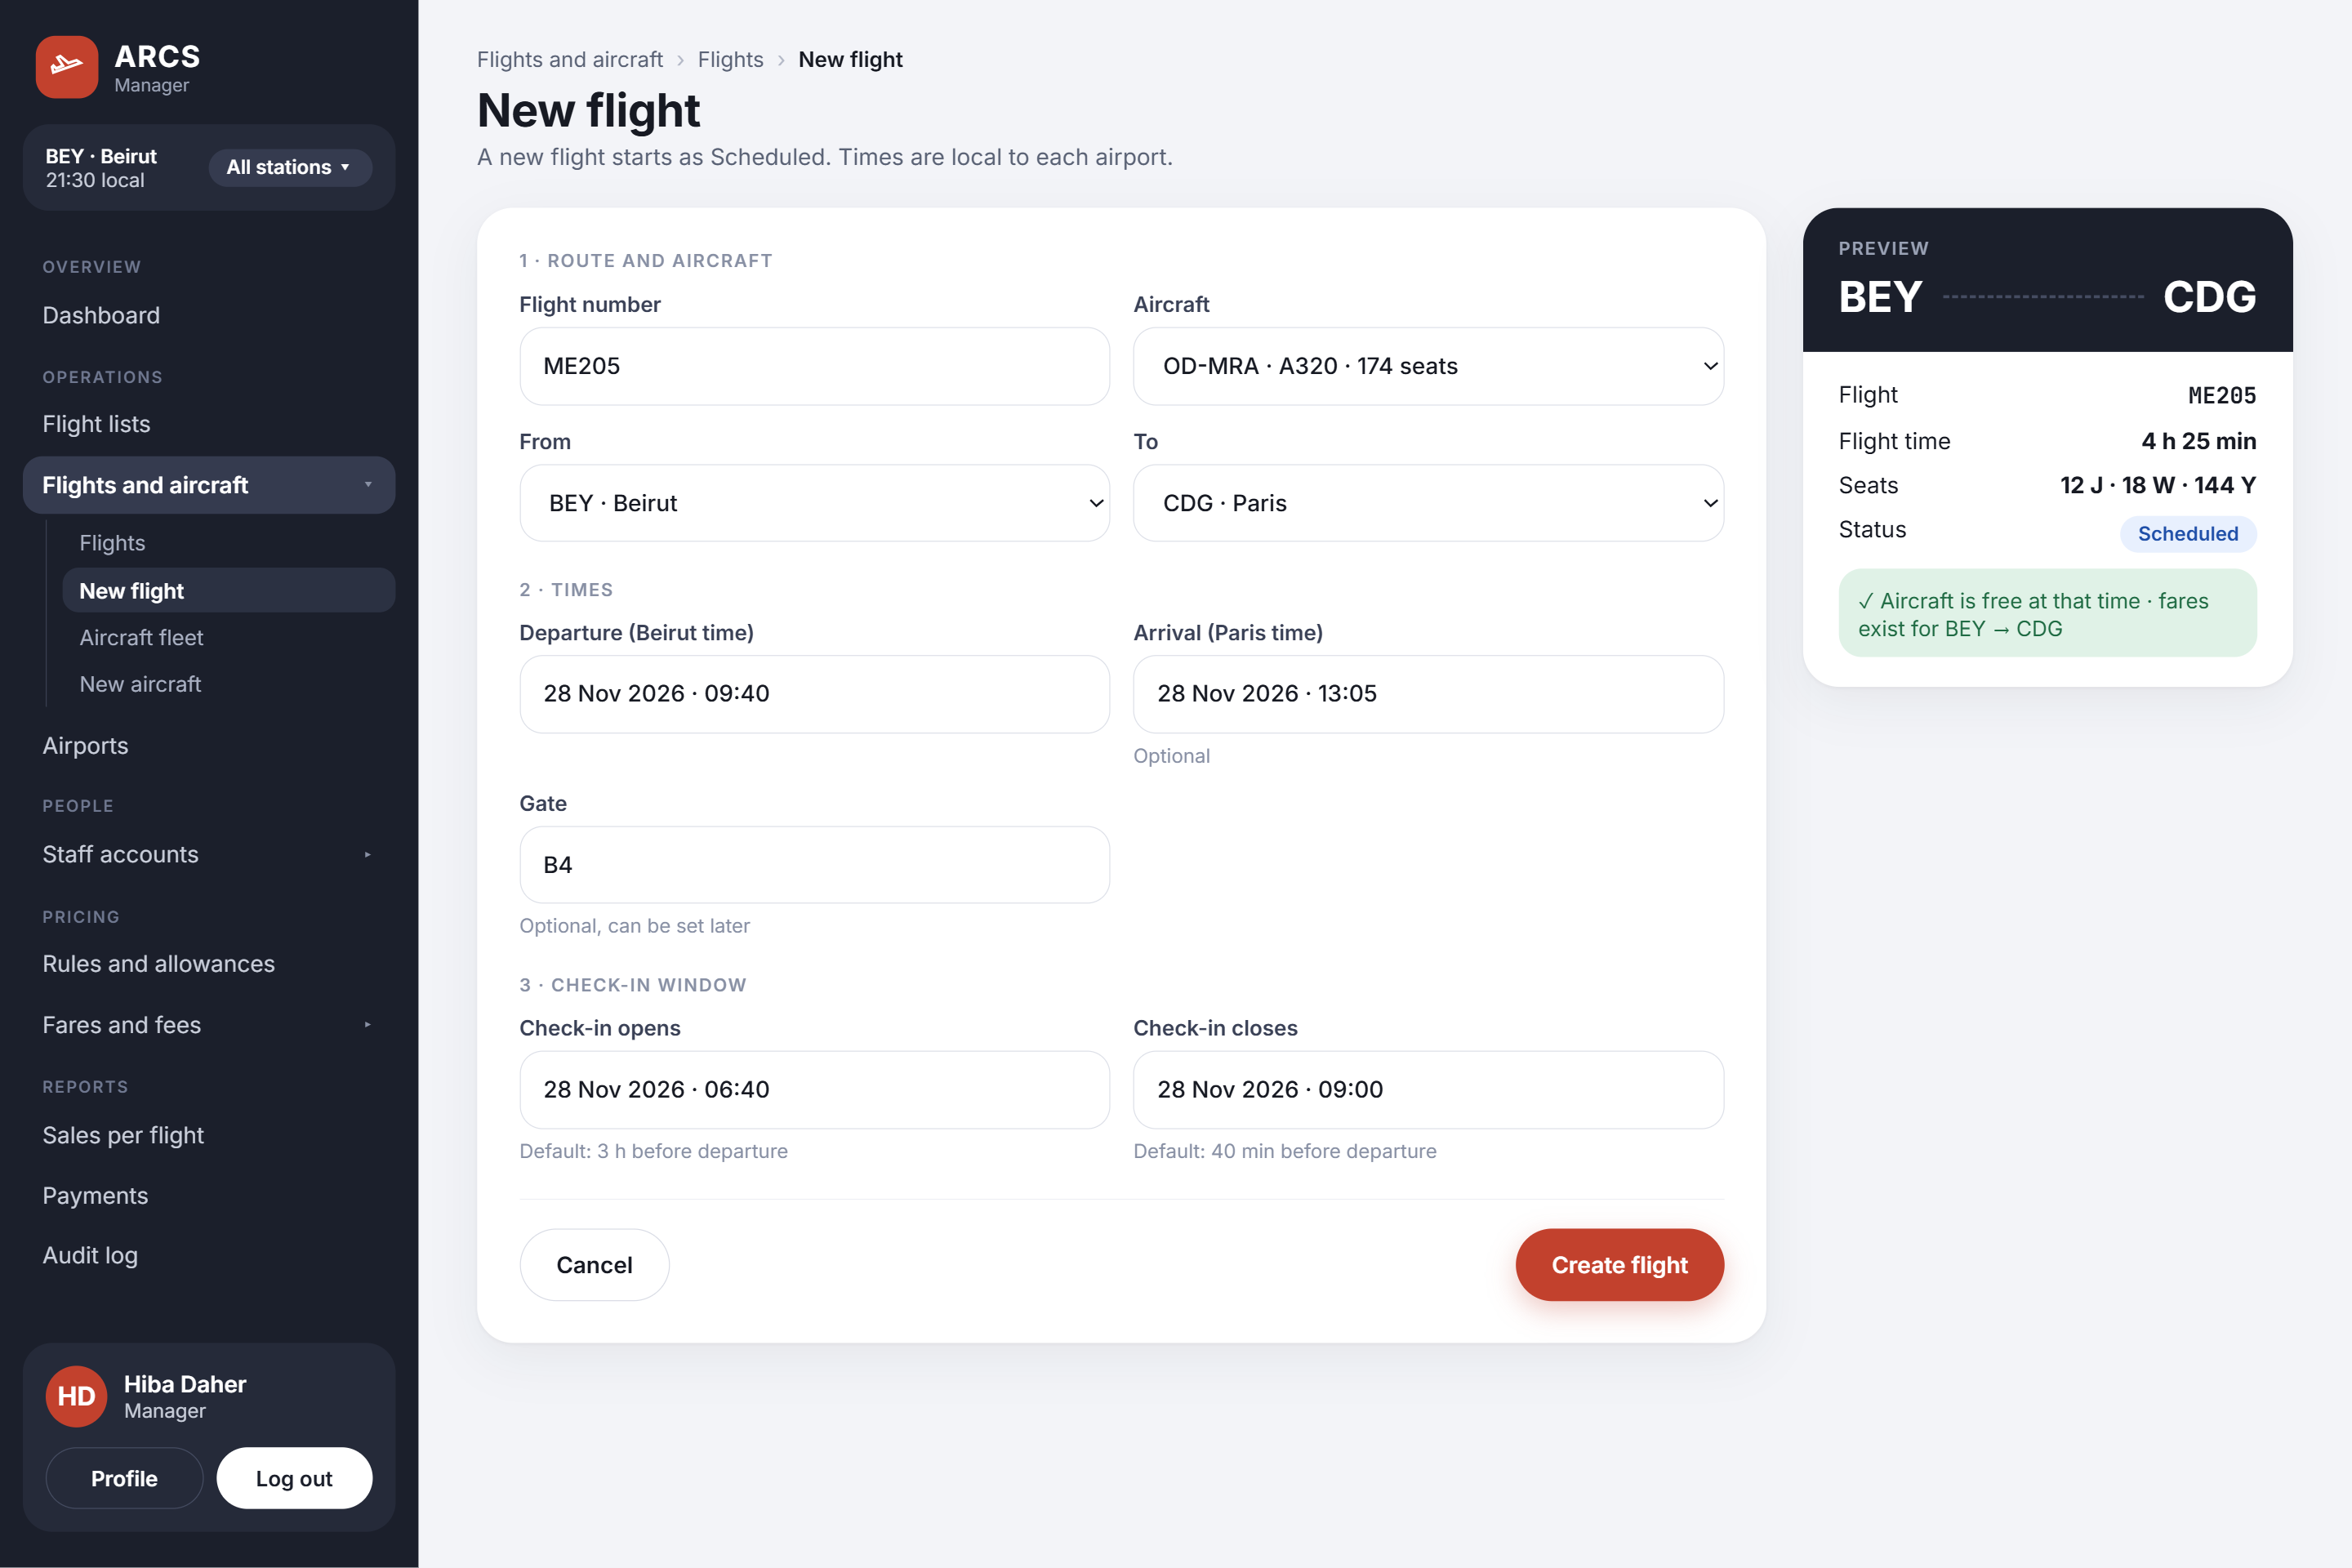 ARCS
Manager
BEY · Beirut
21:30 local
All stations ▾
OVERVIEW
Dashboard
OPERATIONS
Flight lists
Flights and aircraft ▾
Flights
New flight
Aircraft fleet
New aircraft
Airports
PEOPLE
Staff accounts ▸
PRICING
Rules and allowances
Fares and fees ▸
REPORTS
Sales per flight
Payments
Audit log
HD
Hiba Daher
Manager
Profile
Log out
Flights and aircraft › Flights › New flight
New flight
A new flight starts as Scheduled. Times are local to each airport.
1 · ROUTE AND AIRCRAFT
Flight number
ME205
Aircraft
OD-MRA · A320 · 174 seats
From
BEY · Beirut
To
CDG · Paris
2 · TIMES
Departure (Beirut time)
28 Nov 2026 · 09:40
Arrival (Paris time)
28 Nov 2026 · 13:05
Optional
Gate
B4
Optional, can be set later
3 · CHECK-IN WINDOW
Check-in opens
28 Nov 2026 · 06:40
Default: 3 h before departure
Check-in closes
28 Nov 2026 · 09:00
Default: 40 min before departure
Cancel
Create flight
PREVIEW
BEY CDG
Flight ME205
Flight time 4 h 25 min
Seats 12 J · 18 W · 144 Y
Status Scheduled
✓ Aircraft is free at that time · fares
exist for BEY → CDG